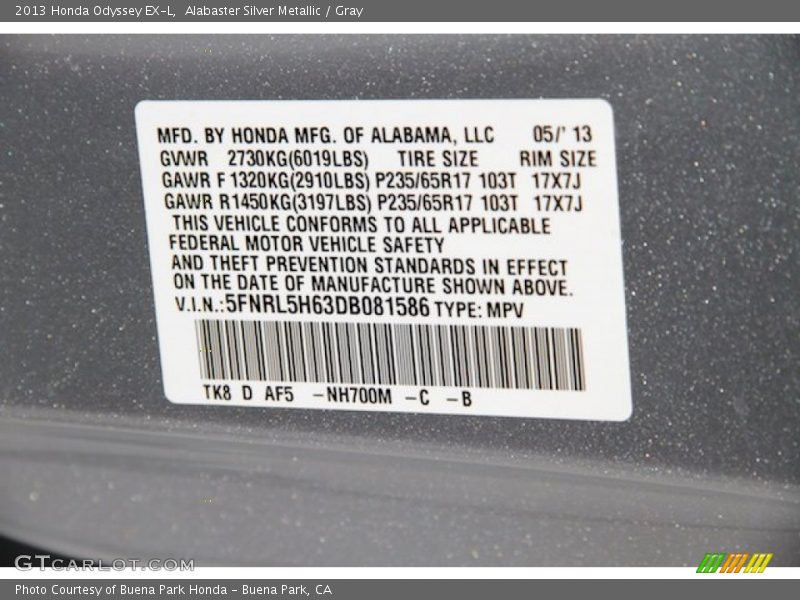 2013 Honda Odyssey EX-L,  Alabaster Silver Metallic / Gray
MFD. BY HONDA MFG. OF ALABAMA, LLC 05/' 13
GVWR 2730KG(6019LBS) TIRE SIZE RIM SIZE
GAWR F 1320KG(2910LBS) P235/65R17 103T 17X7J
GAWR R1450KG(3197LBS) P235/65R17 103T 17X7J
THIS VEHICLE CONFORMS TO ALL APPLICABLE
FEDERAL MOTOR VEHICLE SAFETY
AND THEFT PREVENTION STANDARDS IN EFFECT
ON THE DATE OF MANUFACTURE SHOWN ABOVE.
V.I.N.:5FNRL5H63DB081586 TYPE: MPV
TK8 D AF5 -NH700M -C -B
GTCARLOT.COM
Photo Courtesy of Buena Park Honda - Buena Park, CA